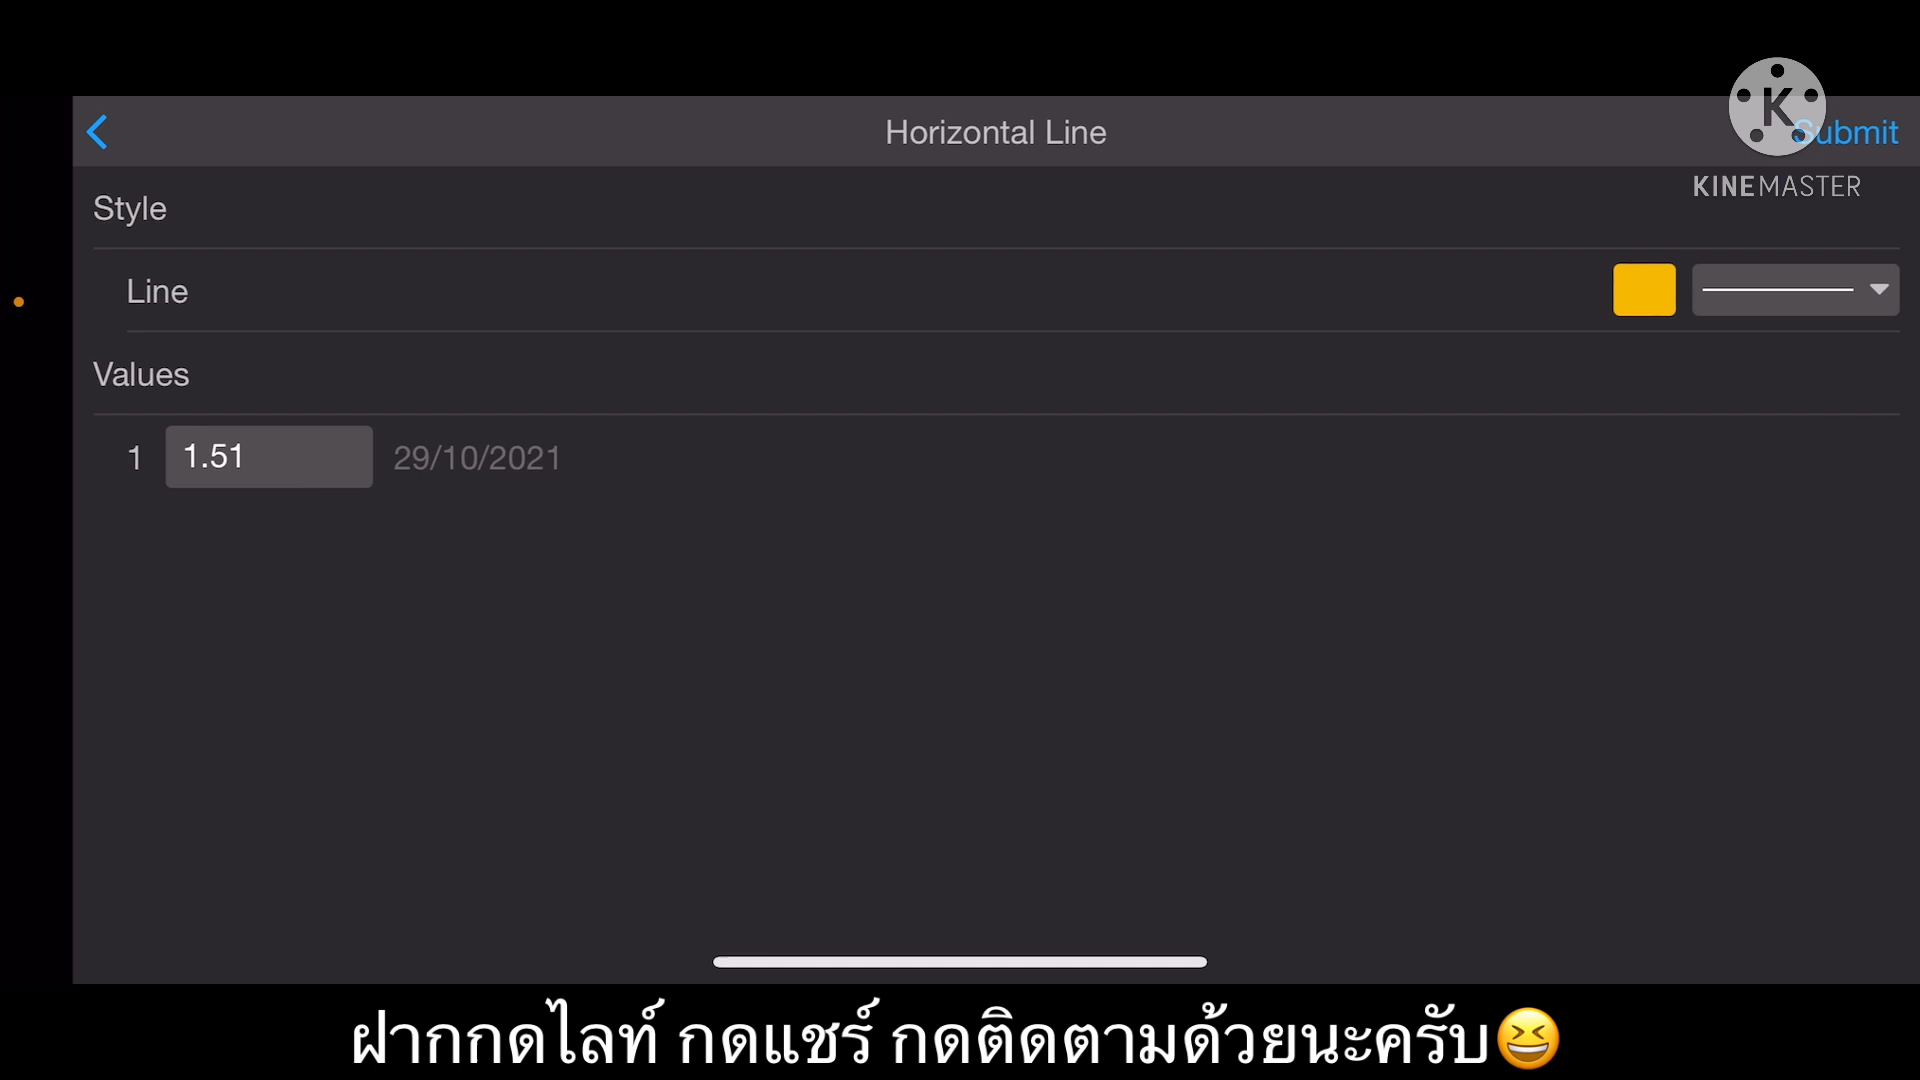 Horizontal Line
Submit
K
KINEMASTER
Style
Line
Values
1 1.51 29/10/2021
ฝากกดไลท์ กดแชร์ กดติดตามด้วยนะครับ😆